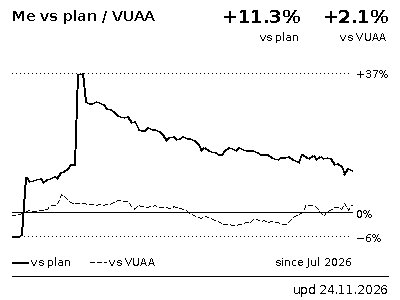 Me vs plan / VUAA +11.3% +2.1%
vs plan vs VUAA
+37%
0%
−6%
vs plan vs VUAA since Jul 2026
upd 24.11.2026